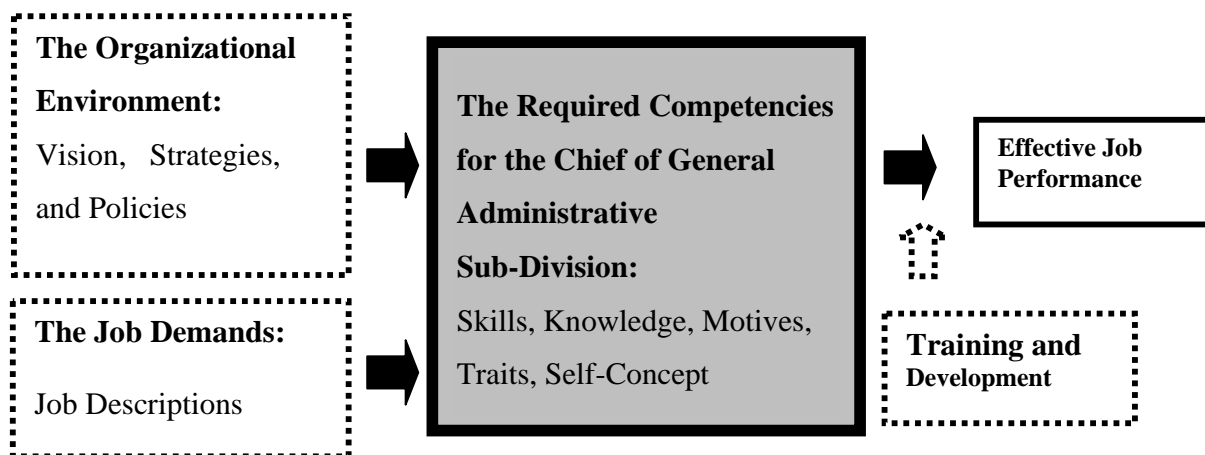 The Organizational
Environment:
Vision, Strategies,
and Policies
The Job Demands:
Job Descriptions
The Required Competencies
for the Chief of General
Administrative
Sub-Division:
Skills, Knowledge, Motives,
Traits, Self-Concept
Effective Job
Performance
Training and
Development